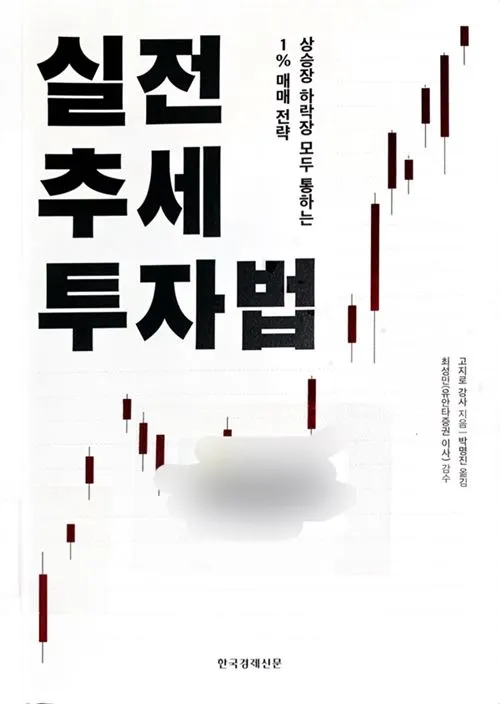 실전
추세
투자법
상승장 하락장 모두 통하는
1% 매매 전략
고지로 강사 지음 | 박명진 옮김
최성민(유안타증권 이사) 감수
한국경제신문